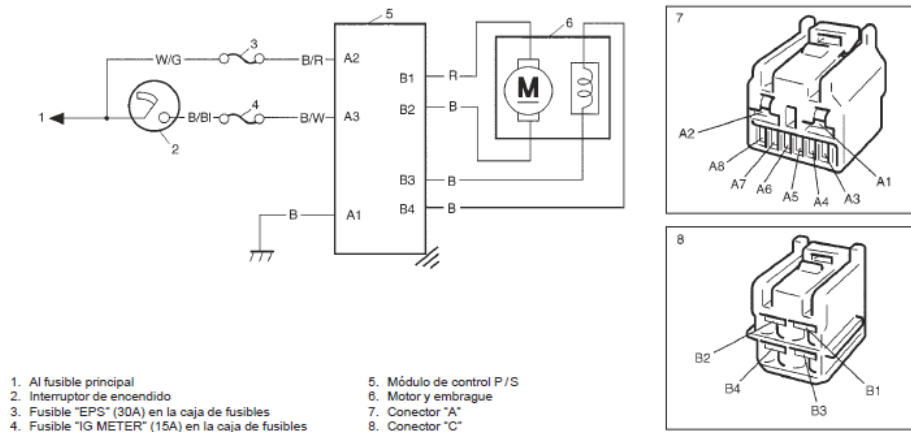 5
6
3
W/G
B/R
A2
4
1
B/Bl
B/W
A3
2
B
A1
B1
R
B2
B
B3
B
B4
B
M
7
A2
A8
A7
A6
A5
A4
A3
A1
8
B2
B4
B3
B1
1. Al fusible principal
2. Interruptor de encendido
3. Fusible "EPS" (30A) en la caja de fusibles
4. Fusible "IG METER" (15A) en la caja de fusibles
5. Módulo de control P / S
6. Motor y embrague
7. Conector "A"
8. Conector "C"